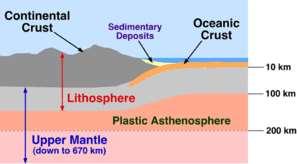 Continental
Crust
Sedimentary
Deposits
Oceanic
Crust
10 km
Lithosphere
100 km
Plastic Asthenosphere
200 km
Upper Mantle
(down to 670 km)